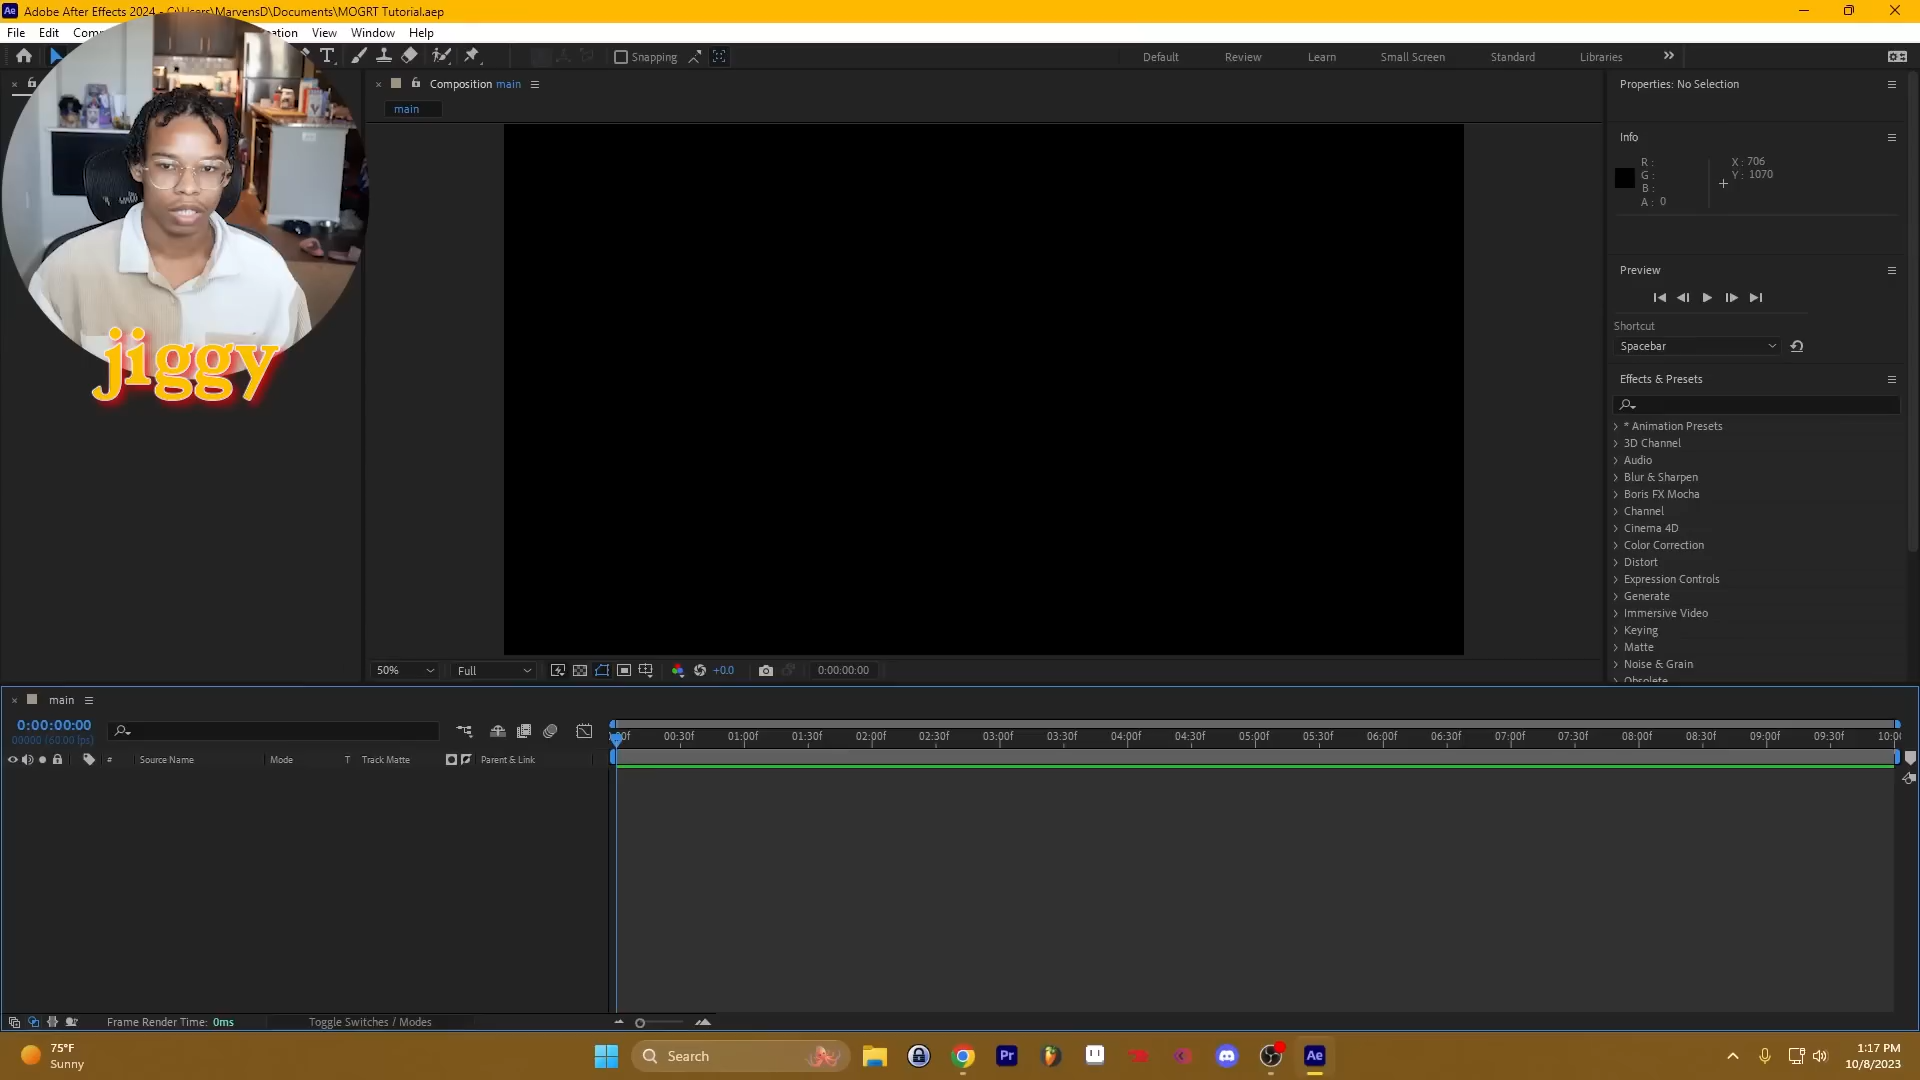 Adobe After Effects 2024 - C:\Users\MarvensD\Documents\MOGRT Tutorial.aep
File Edit View Window Help
Snapping
Default Review Learn Small Screen Standard Libraries
Composition main
main
Properties: No Selection
Info
R :
G :
B :
A : 0
X : 706
Y : 1070
Preview
Shortcut
Spacebar
Effects & Presets
* Animation Presets
3D Channel
Audio
Blur & Sharpen
Boris FX Mocha
Channel
Cinema 4D
Color Correction
Distort
Expression Controls
Generate
Immersive Video
Keying
Matte
Noise & Grain
Obsolete
jiggy
50% Full +0.0 0:00:00:00
main
0:00:00:00
00000 (60.00 fps)
00:30f 01:00f 01:30f 02:00f 02:30f 03:00f 03:30f 04:00f 04:30f 05:00f 05:30f 06:00f 06:30f 07:00f 07:30f 08:00f 08:30f 09:00f 09:30f
# Source Name Mode T Track Matte Parent & Link
Frame Render Time: 0ms Toggle Switches / Modes
75°F
Sunny
Search
Pr
Ae
1:17 PM
10/8/2023